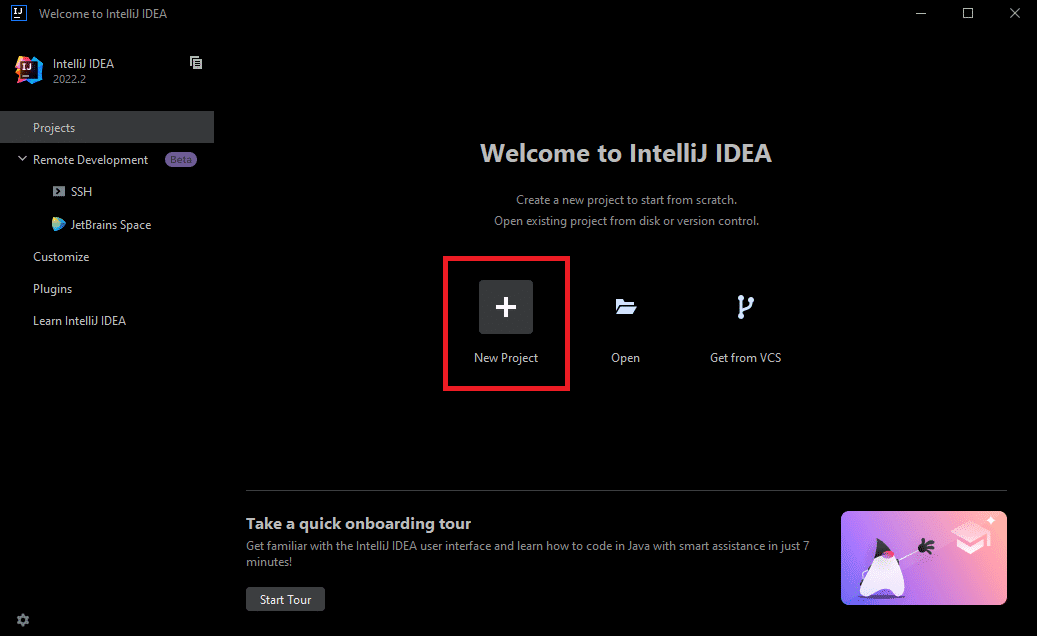 Welcome to IntelliJ IDEA
IntelliJ IDEA
2022.2
Projects
Remote Development Beta
SSH
JetBrains Space
Customize
Plugins
Learn IntelliJ IDEA
Welcome to IntelliJ IDEA
Create a new project to start from scratch.
Open existing project from disk or version control.
New Project
Open
Get from VCS
Take a quick onboarding tour
Get familiar with the IntelliJ IDEA user interface and learn how to code in Java with smart assistance in just 7
minutes!
Start Tour